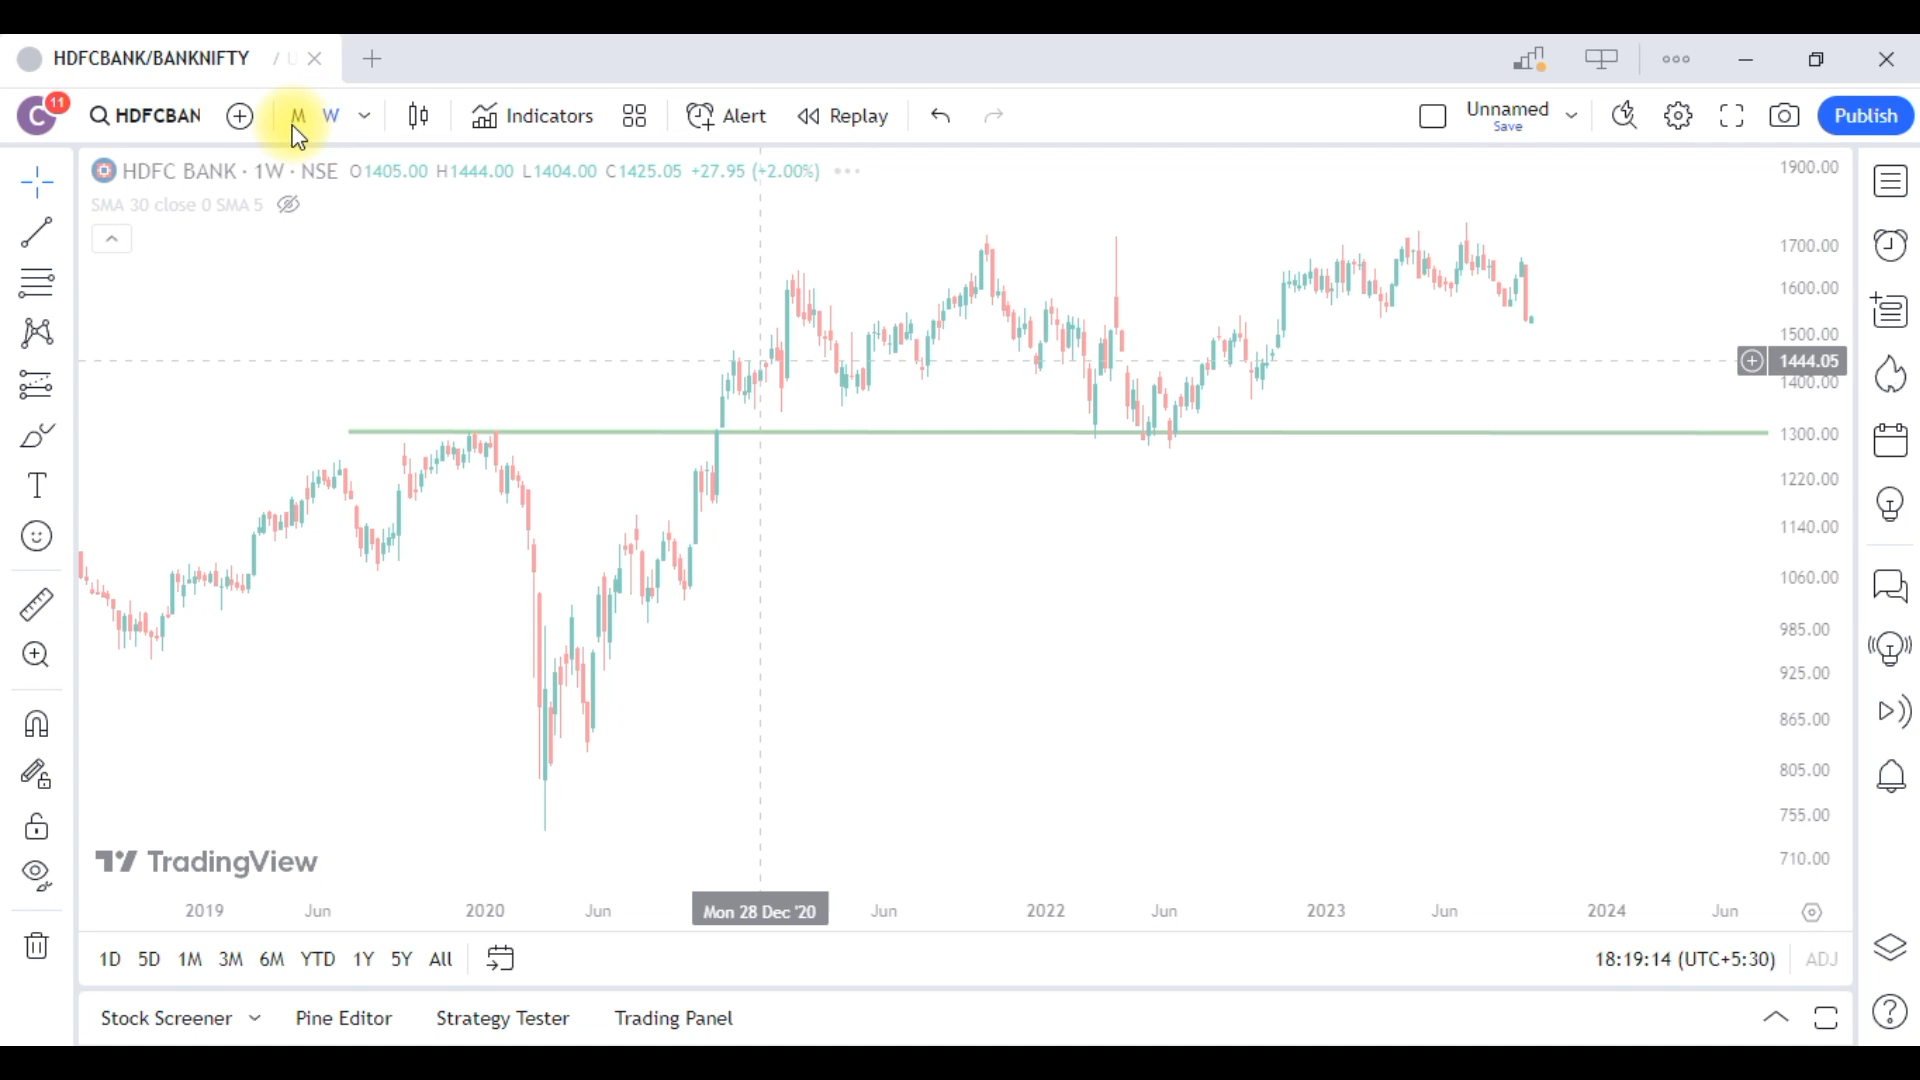 HDFCBANK/BANKNIFTY / U
C 11 HDFCBAN M W Indicators Alert Replay Unnamed Save Publish
HDFC BANK · 1W · NSE O1405.00 H1444.00 L1404.00 C1425.05 +27.95 (+2.00%)
SMA 30 close 0 SMA 5
1900.00
1700.00
1600.00
1500.00
1444.05
1400.00
1300.00
1220.00
1140.00
1060.00
985.00
925.00
865.00
805.00
755.00
710.00
TradingView
2019 Jun 2020 Jun Mon 28 Dec '20 Jun 2022 Jun 2023 Jun 2024 Jun
1D 5D 1M 3M 6M YTD 1Y 5Y All 18:19:14 (UTC+5:30) ADJ
Stock Screener Pine Editor Strategy Tester Trading Panel